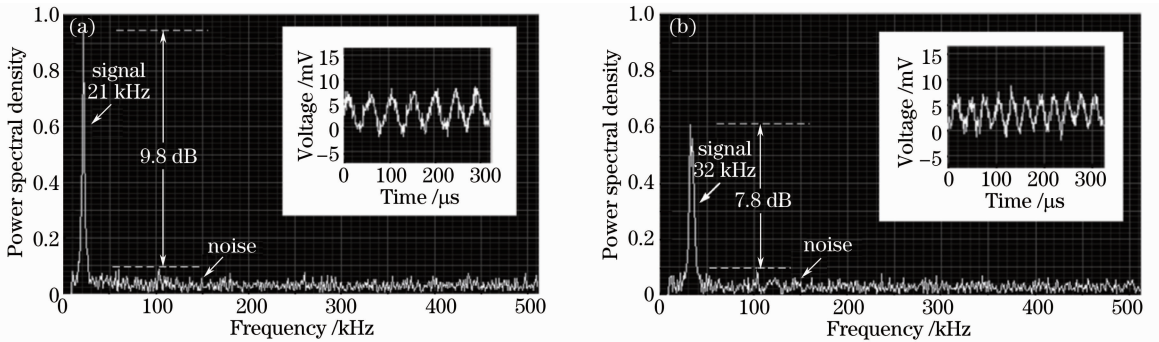 (a)
1.0
0.8
0.6
0.4
0.2
0
Power spectral density
signal
21 kHz
9.8 dB
noise
0
100
200
300
400
500
Frequency /kHz
15
10
5
0
−5
Voltage /mV
0
100
200
300
Time /μs
(b)
1.0
0.8
0.6
0.4
0.2
0
Power spectral density
signal
32 kHz
7.8 dB
noise
0
100
200
300
400
500
Frequency /kHz
15
10
5
0
−5
Voltage /mV
0
100
200
300
Time /μs